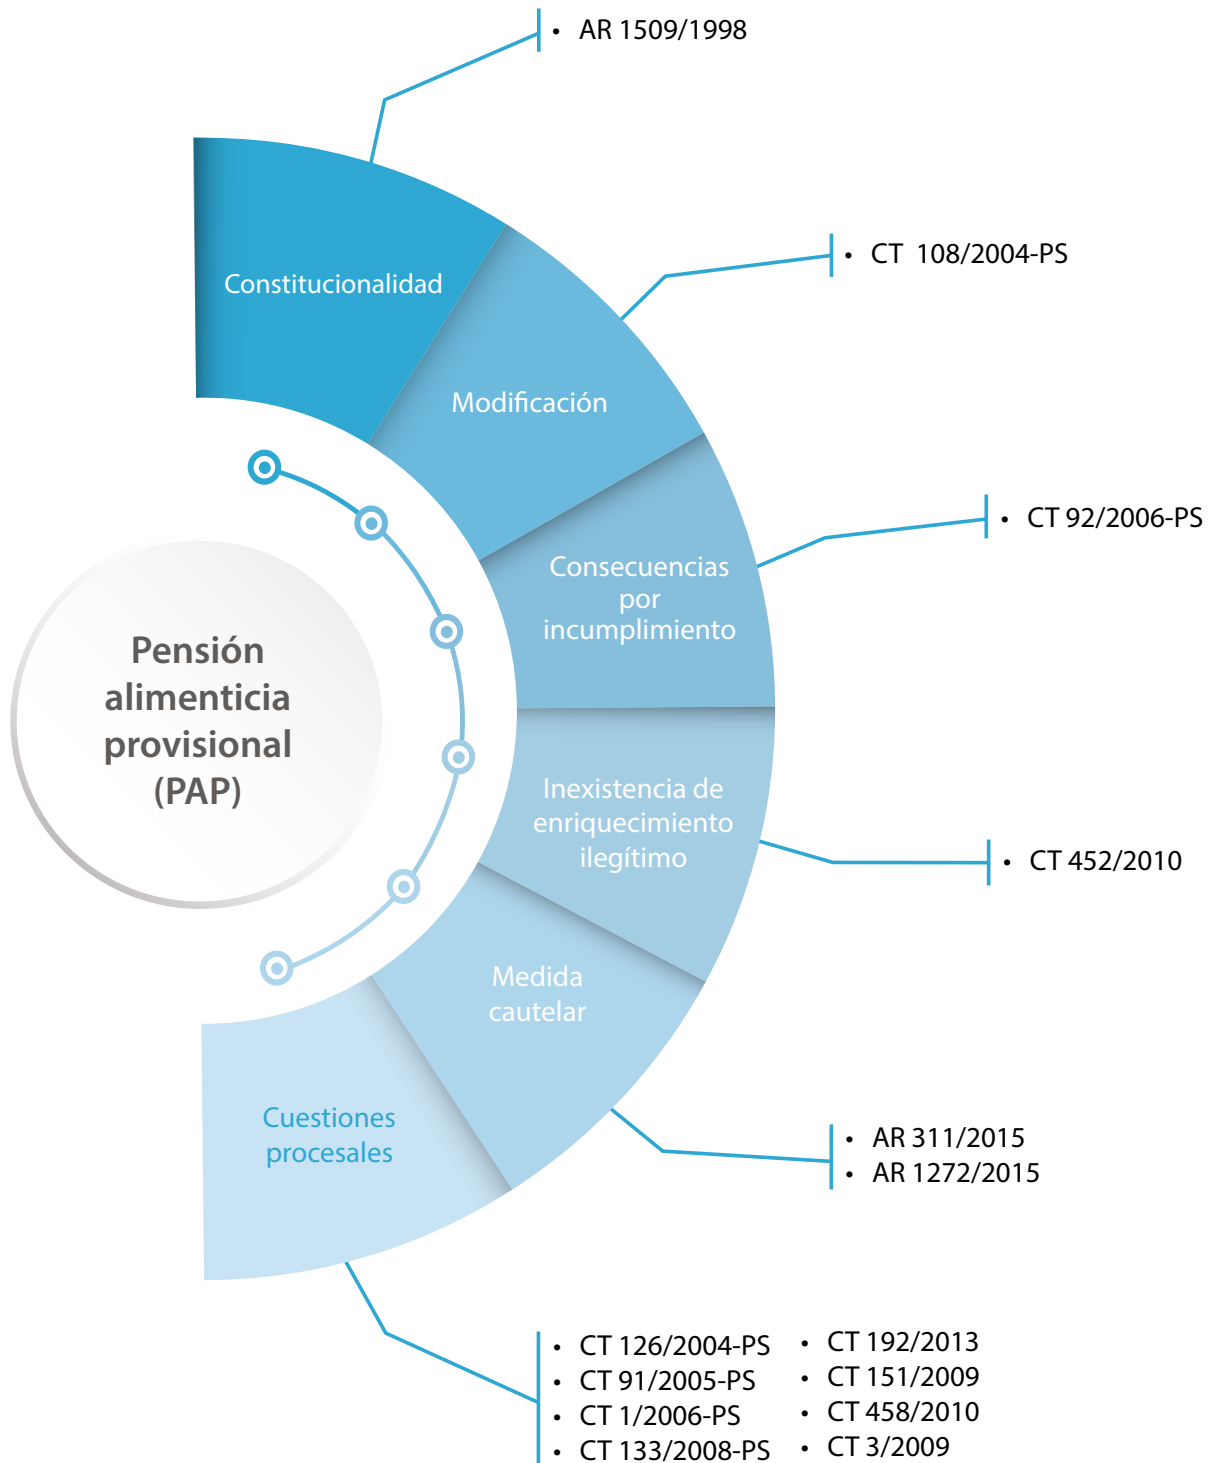 • AR 1509/1998
Constitucionalidad
• CT  108/2004-PS
Modificación
• CT 92/2006-PS
Consecuencias
por
incumplimiento
Pensión
alimenticia
provisional
(PAP)
Inexistencia de
enriquecimiento
ilegítimo
• CT 452/2010
Medida
cautelar
• AR 311/2015
• AR 1272/2015
Cuestiones
procesales
• CT 126/2004-PS
• CT 91/2005-PS
• CT 1/2006-PS
• CT 133/2008-PS
• CT 192/2013
• CT 151/2009
• CT 458/2010
• CT 3/2009